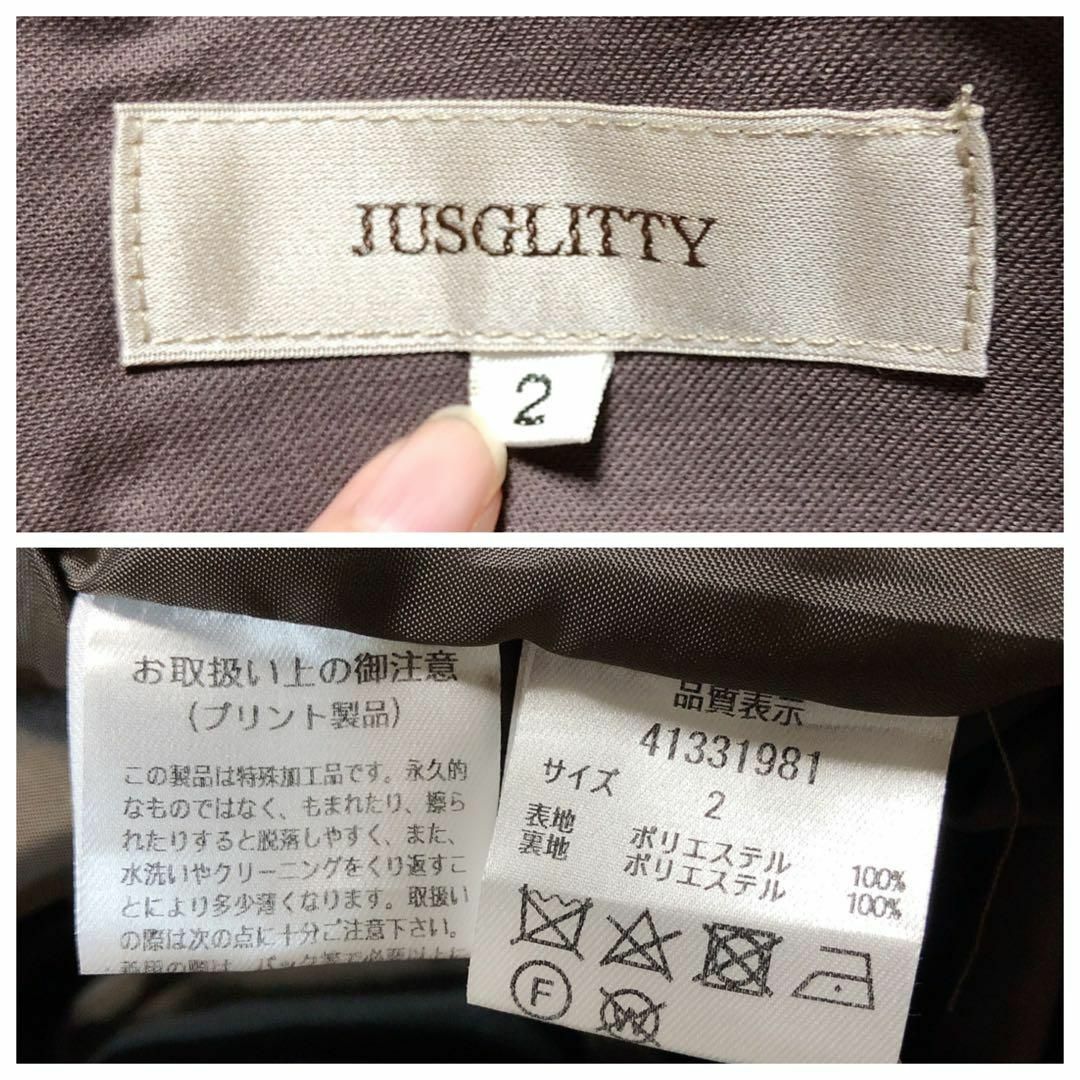 JUSGLITTY
2
お取扱い上の御注意
(プリント製品)
この製品は特殊加工品です。永久的
なものではなく、もまれたり、擦ら
れたりすると脱落しやすく、また、
水洗いやクリーニングをくり返すこ
とにより多少薄くなります。取扱い
の際は次の点に十分ご注意下さい。
品質表示
41331981
サイズ 2
表地 ポリエステル 100%
裏地 ポリエステル 100%
F
W